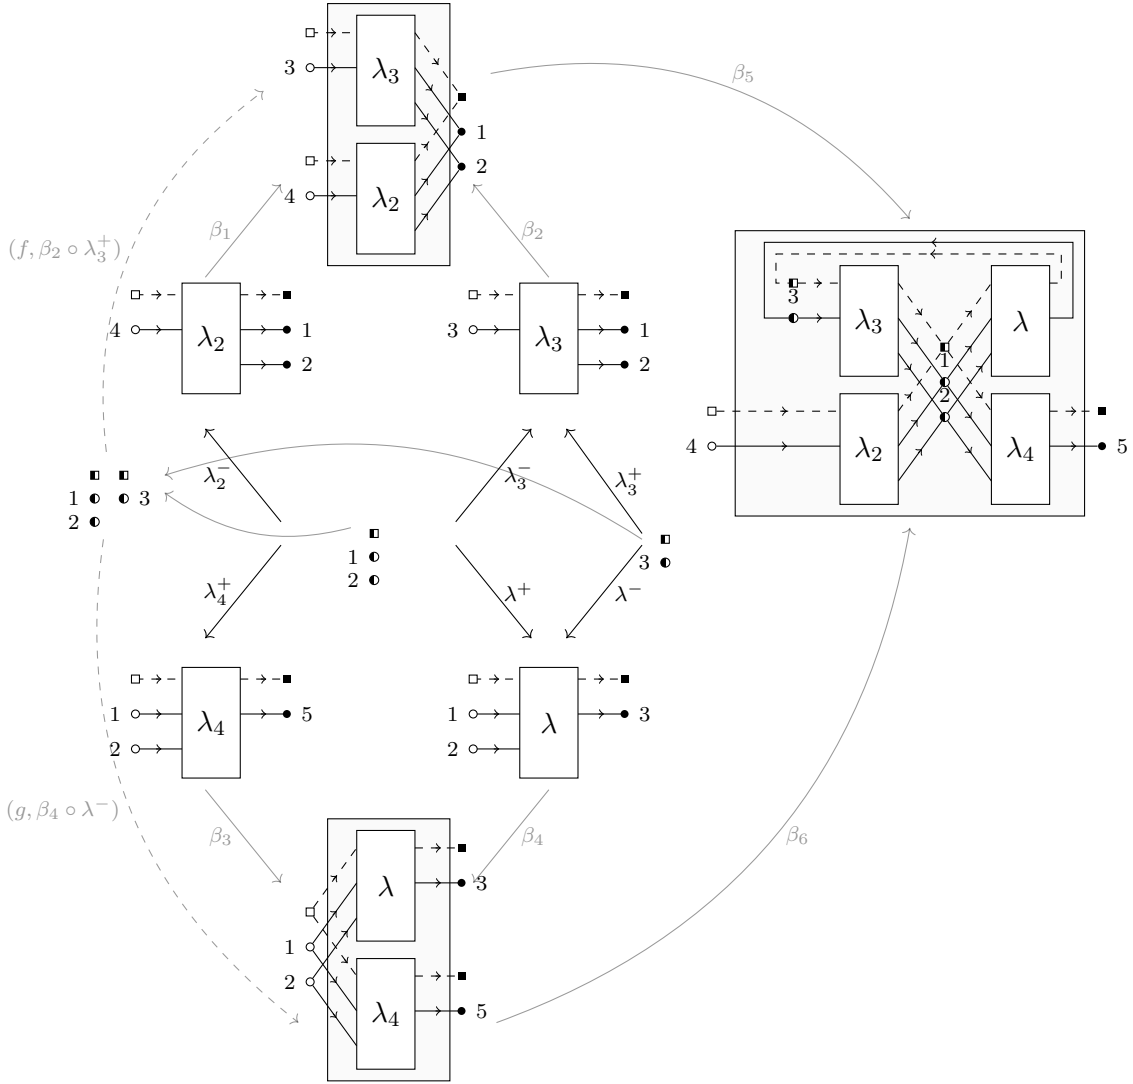 λ₃
3
β₅
1
2
λ₂
4
(f, β₂ ∘ λ₃⁺)
β₁
β₂
λ₂
4
1
2
λ₃
3
1
2
3
λ₃
λ
1
2
λ₂
λ₄
4
5
λ₂⁻
λ₃⁻
λ₃⁺
1
3
2
1
2
3
λ₄⁺
λ⁺
λ⁻
λ₄
1
2
5
λ
1
2
3
(g, β₄ ∘ λ⁻)
β₃
β₄
β₆
λ
3
1
2
λ₄
5